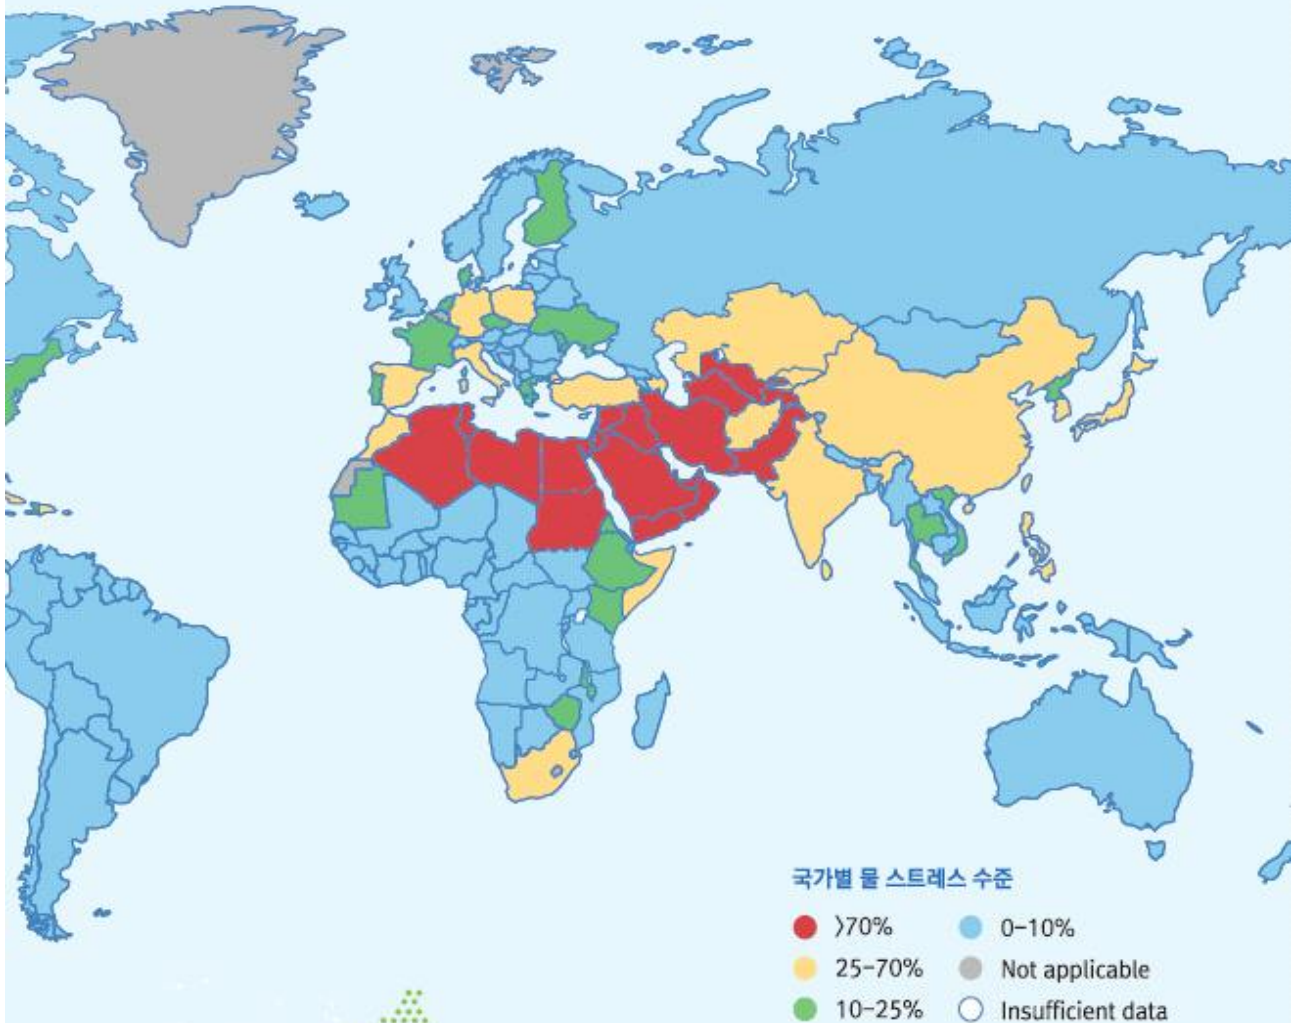 국가별 물 스트레스 수준
>70%
0-10%
25-70%
Not applicable
10-25%
Insufficient data